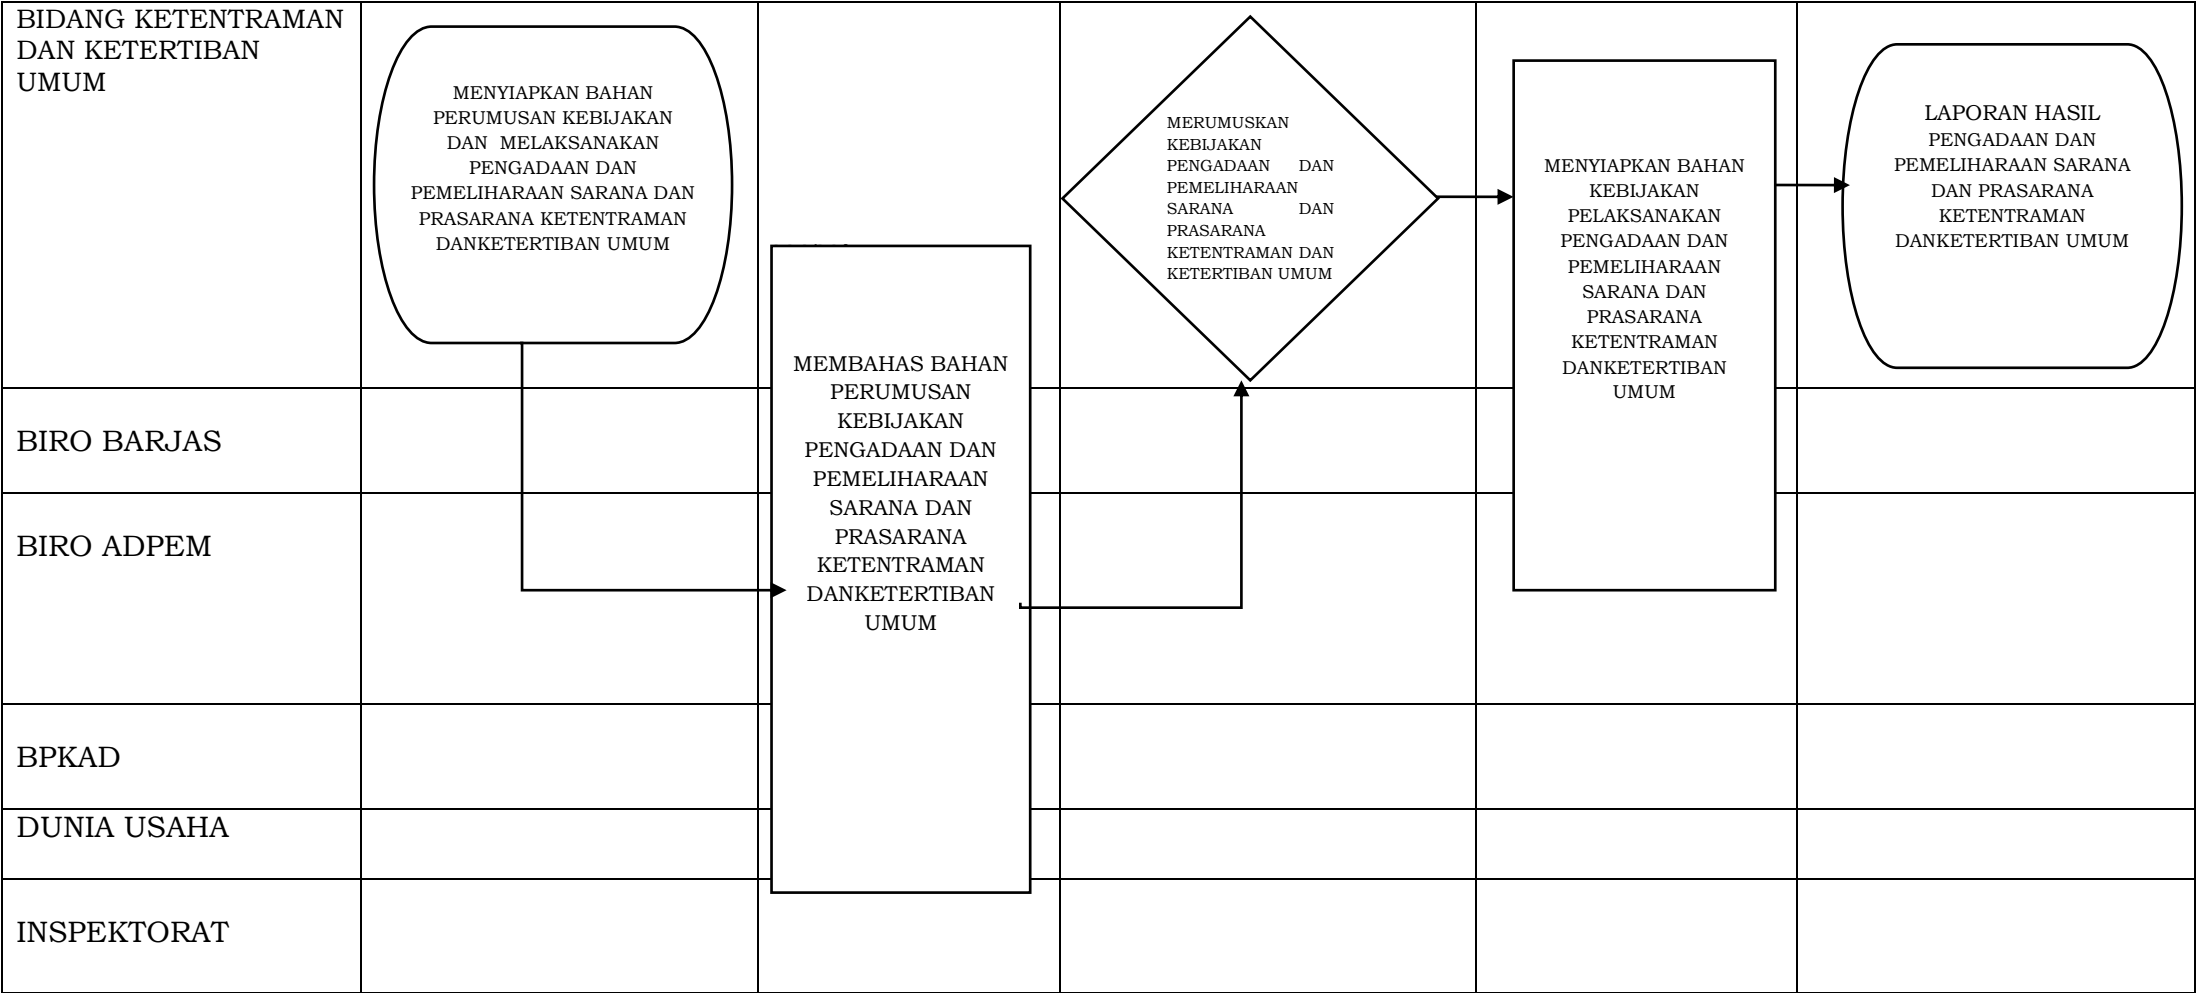 BIDANG KETENTRAMAN
DAN KETERTIBAN
UMUM
MENYIAPKAN BAHAN
PERUMUSAN KEBIJAKAN
DAN MELAKSANAKAN
PENGADAAN DAN
PEMELIHARAAN SARANA DAN
PRASARANA KETENTRAMAN
DANKETERTIBAN UMUM
MEMBAHAS BAHAN
PERUMUSAN
KEBIJAKAN
PENGADAAN DAN
PEMELIHARAAN
SARANA DAN
PRASARANA
KETENTRAMAN
DANKETERTIBAN
UMUM
MERUMUSKAN
KEBIJAKAN
PENGADAAN DAN
PEMELIHARAAN
SARANA DAN
PRASARANA
KETENTRAMAN DAN
KETERTIBAN UMUM
MENYIAPKAN BAHAN
KEBIJAKAN
PELAKSANAKAN
PENGADAAN DAN
PEMELIHARAAN
SARANA DAN
PRASARANA
KETENTRAMAN
DANKETERTIBAN
UMUM
LAPORAN HASIL
PENGADAAN DAN
PEMELIHARAAN SARANA
DAN PRASARANA
KETENTRAMAN
DANKETERTIBAN UMUM
BIRO BARJAS
BIRO ADPEM
BPKAD
DUNIA USAHA
INSPEKTORAT